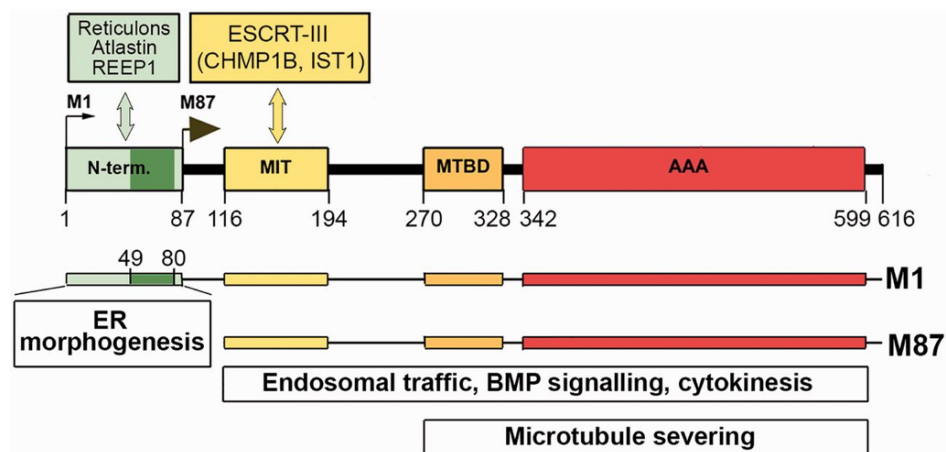 Reticulons
Atlastin
REEP1
ESCRT-III
(CHMP1B, IST1)
M1
M87
N-term.
MIT
MTBD
AAA
1
87
116
194
270
328
342
599
616
49
80
M1
ER
morphogenesis
M87
Endosomal traffic, BMP signalling, cytokinesis
Microtubule severing